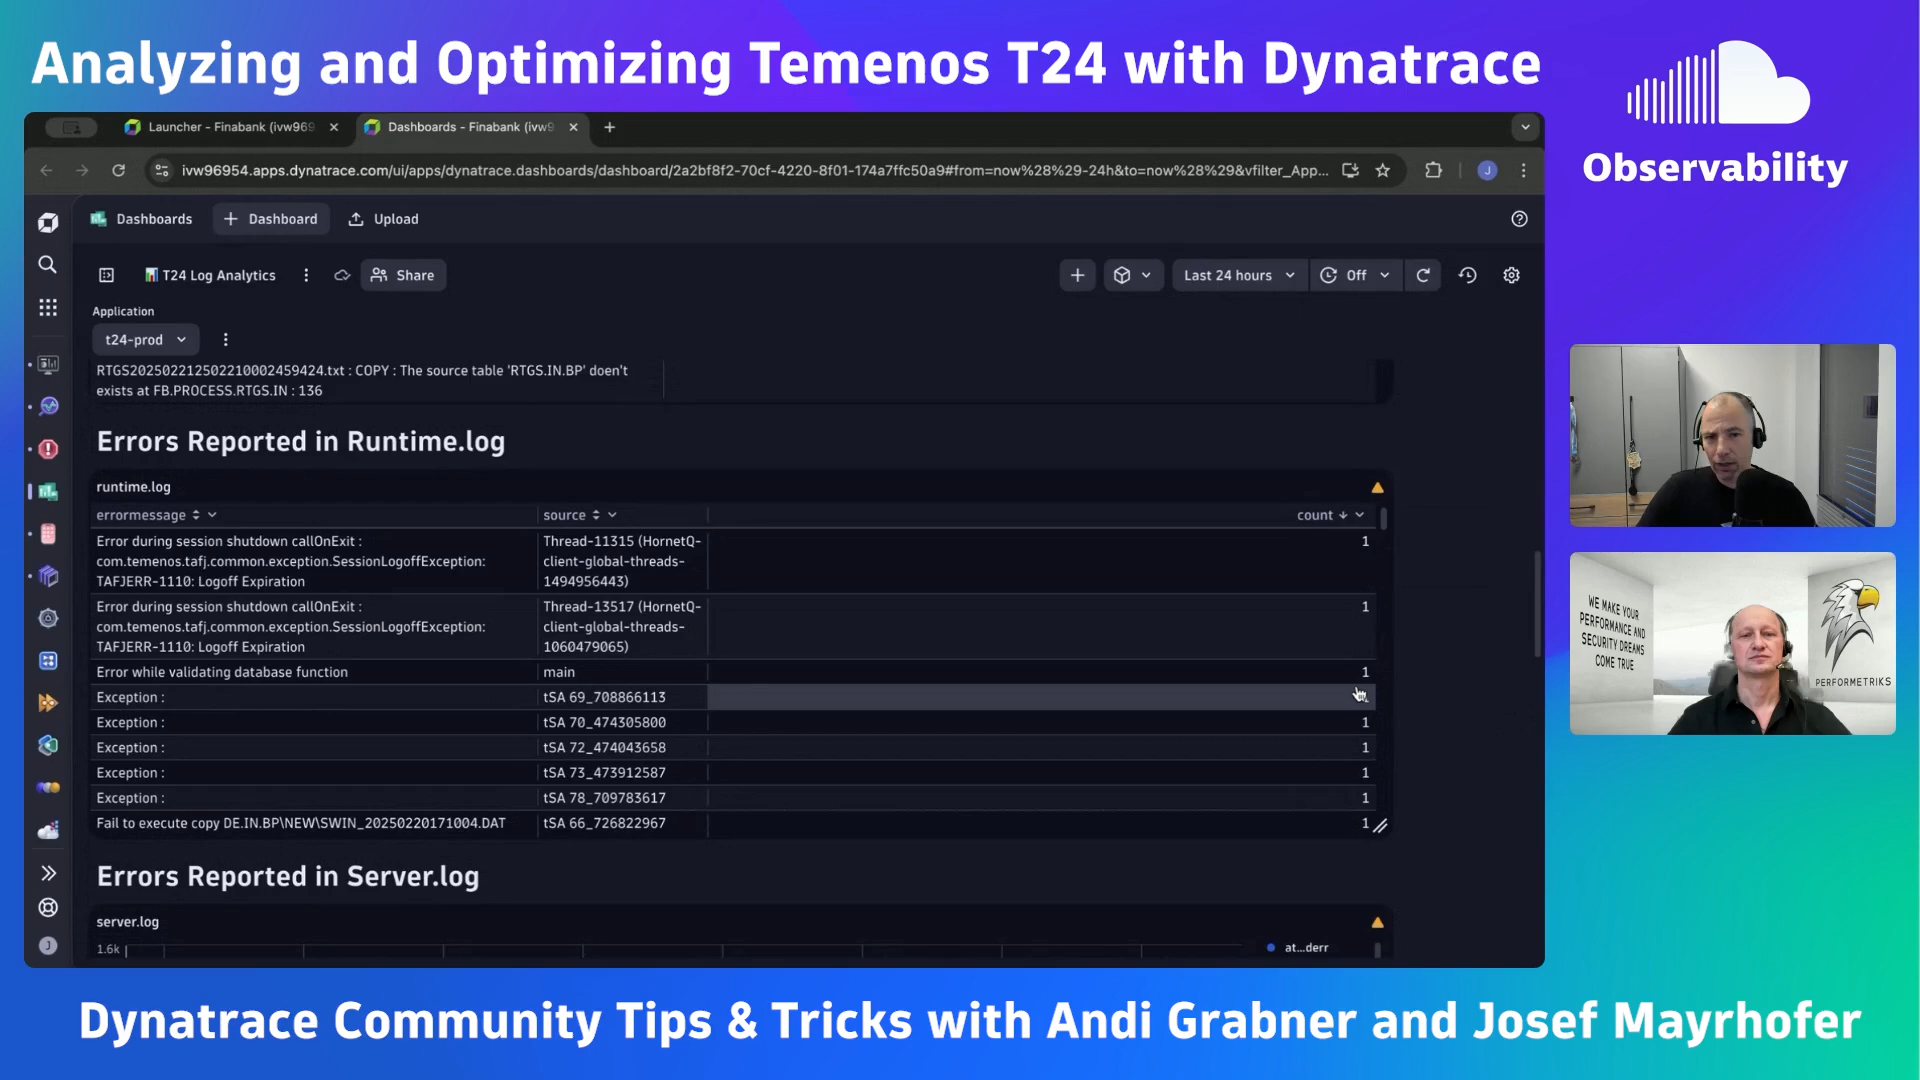 Analyzing and Optimizing Temenos T24 with Dynatrace
Observability
Launcher - Finabank (ivw969
Dashboards - Finabank (ivw9
ivw96954.apps.dynatrace.com/ui/apps/dynatrace.dashboards/dashboard/2a2bf8f2-70cf-4220-8f01-174a7ffc50a9#from=now%28%29-24h&to=now%28%29&vfilter_App...
J
Dashboards
Dashboard
Upload
T24 Log Analytics
Share
Last 24 hours
Off
Application
t24-prod
RTGS202502212502210002459424.txt : COPY : The source table 'RTGS.IN.BP' doen't
exists at FB.PROCESS.RTGS.IN : 136
Errors Reported in Runtime.log
runtime.log
errormessage source count
Error during session shutdown callOnExit :
com.temenos.tafj.common.exception.SessionLogoffException:
TAFJERR-1110: Logoff Expiration
Thread-11315 (HornetQ-
client-global-threads-
1494956443)
1
Error during session shutdown callOnExit :
com.temenos.tafj.common.exception.SessionLogoffException:
TAFJERR-1110: Logoff Expiration
Thread-13517 (HornetQ-
client-global-threads-
1060479065)
1
Error while validating database function main 1
Exception : tSA 69_708866113
Exception : tSA 70_474305800 1
Exception : tSA 72_474043658 1
Exception : tSA 73_473912587 1
Exception : tSA 78_709783617 1
Fail to execute copy DE.IN.BP\NEW\SWIN_20250220171004.DAT tSA 66_726822967 1
Errors Reported in Server.log
server.log
1.6k
at...derr
J
WE MAKE YOUR
PERFORMANCE AND
SECURITY DREAMS
COME TRUE
PERFORMETRIKS
Dynatrace Community Tips & Tricks with Andi Grabner and Josef Mayrhofer